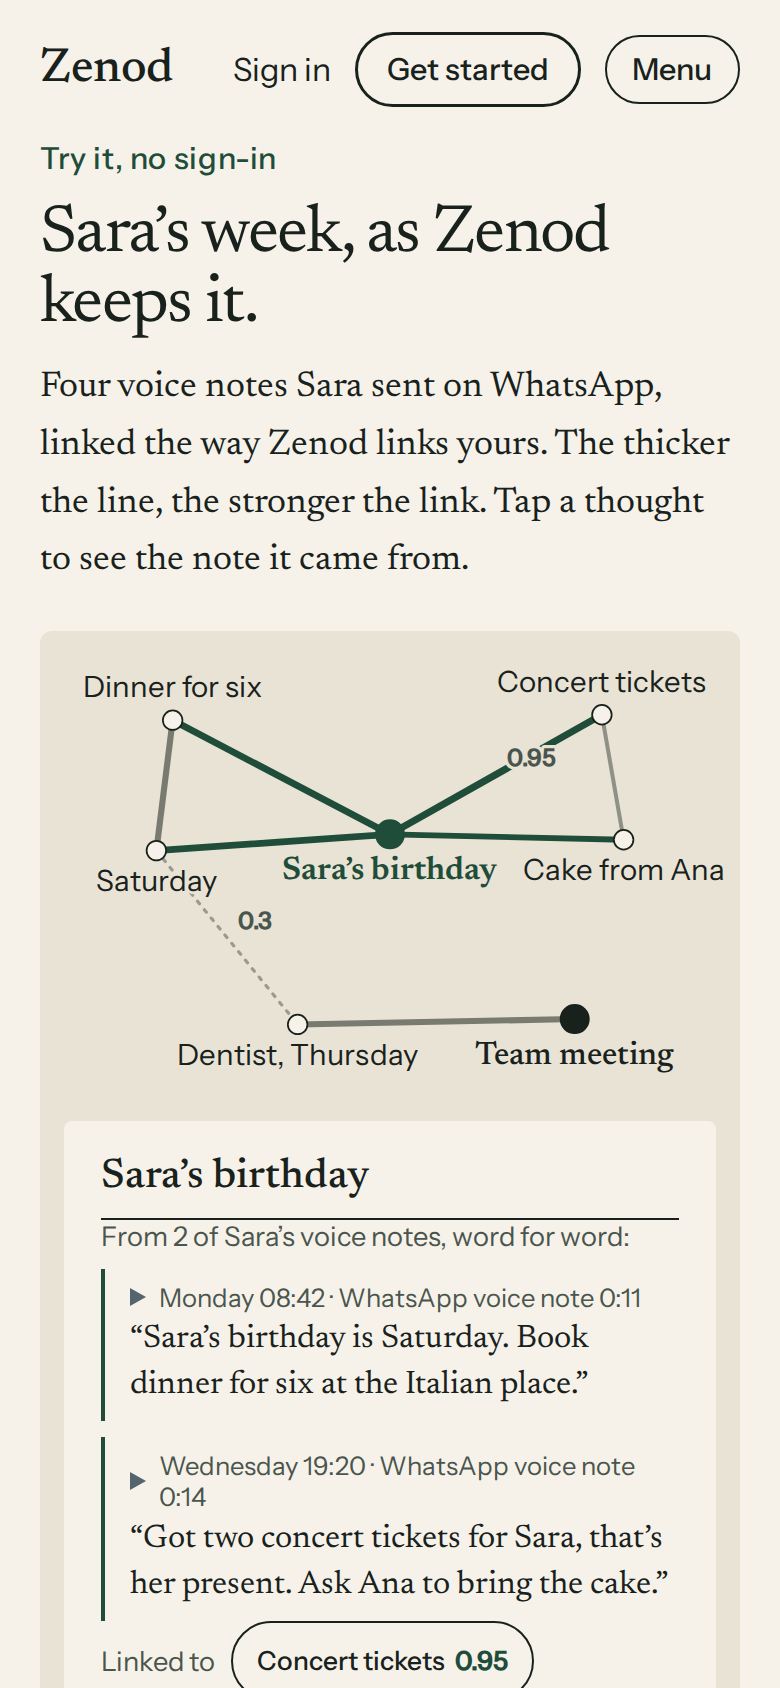 Zenod
Sign in
Get started
Menu
Try it, no sign-in
Sara’s week, as Zenod
keeps it.
Four voice notes Sara sent on WhatsApp,
linked the way Zenod links yours. The thicker
the line, the stronger the link. Tap a thought
to see the note it came from.
Dinner for six
Concert tickets
0.95
Saturday
Sara’s birthday
Cake from Ana
0.3
Dentist, Thursday
Team meeting
Sara’s birthday
From 2 of Sara’s voice notes, word for word:
Monday 08:42 · WhatsApp voice note 0:11
“Sara’s birthday is Saturday. Book
dinner for six at the Italian place.”
Wednesday 19:20 · WhatsApp voice note
0:14
“Got two concert tickets for Sara, that’s
her present. Ask Ana to bring the cake.”
Linked to
Concert tickets 0.95